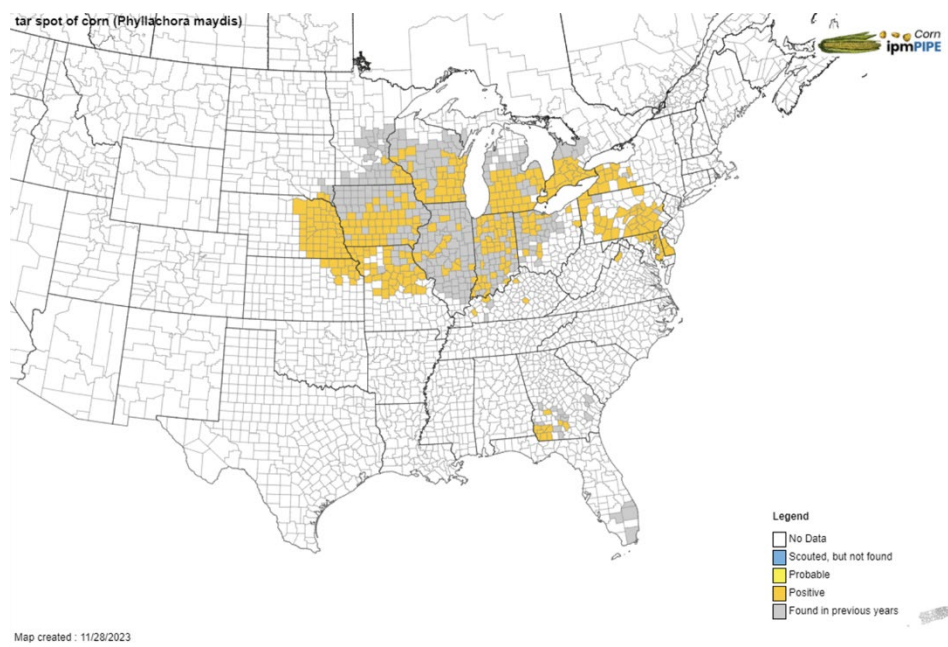 tar spot of corn (Phyllachora maydis)
Corn
ipmPIPE
Legend
No Data
Scouted, but not found
Probable
Positive
Found in previous years
Map created : 11/28/2023